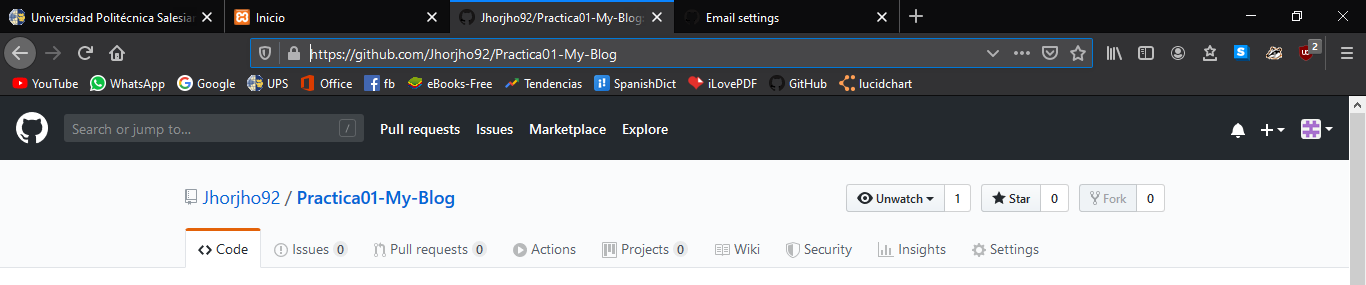 Universidad Politécnica Salesian Inicio Jhorjho92/Practica01-My-Blog Email settings
https://github.com/Jhorjho92/Practica01-My-Blog 2
YouTube WhatsApp Google UPS Office fb eBooks-Free Tendencias SpanishDict iLovePDF GitHub lucidchart
Search or jump to... / Pull requests Issues Marketplace Explore
Jhorjho92 / Practica01-My-Blog Unwatch 1 Star 0 Fork 0
Code Issues 0 Pull requests 0 Actions Projects 0 Wiki Security Insights Settings